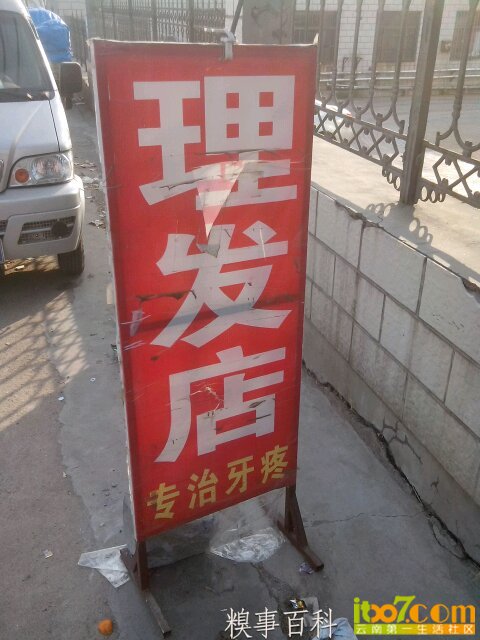 理发店
专治牙疼
糗事百科
itbo7.com
云南第一生活社区